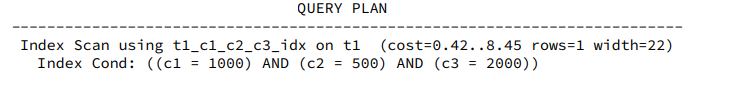 QUERY PLAN
-----------------------------------------------------------------------
Index Scan using t1_c1_c2_c3_idx on t1  (cost=0.42..8.45 rows=1 width=22)
Index Cond: ((c1 = 1000) AND (c2 = 500) AND (c3 = 2000))